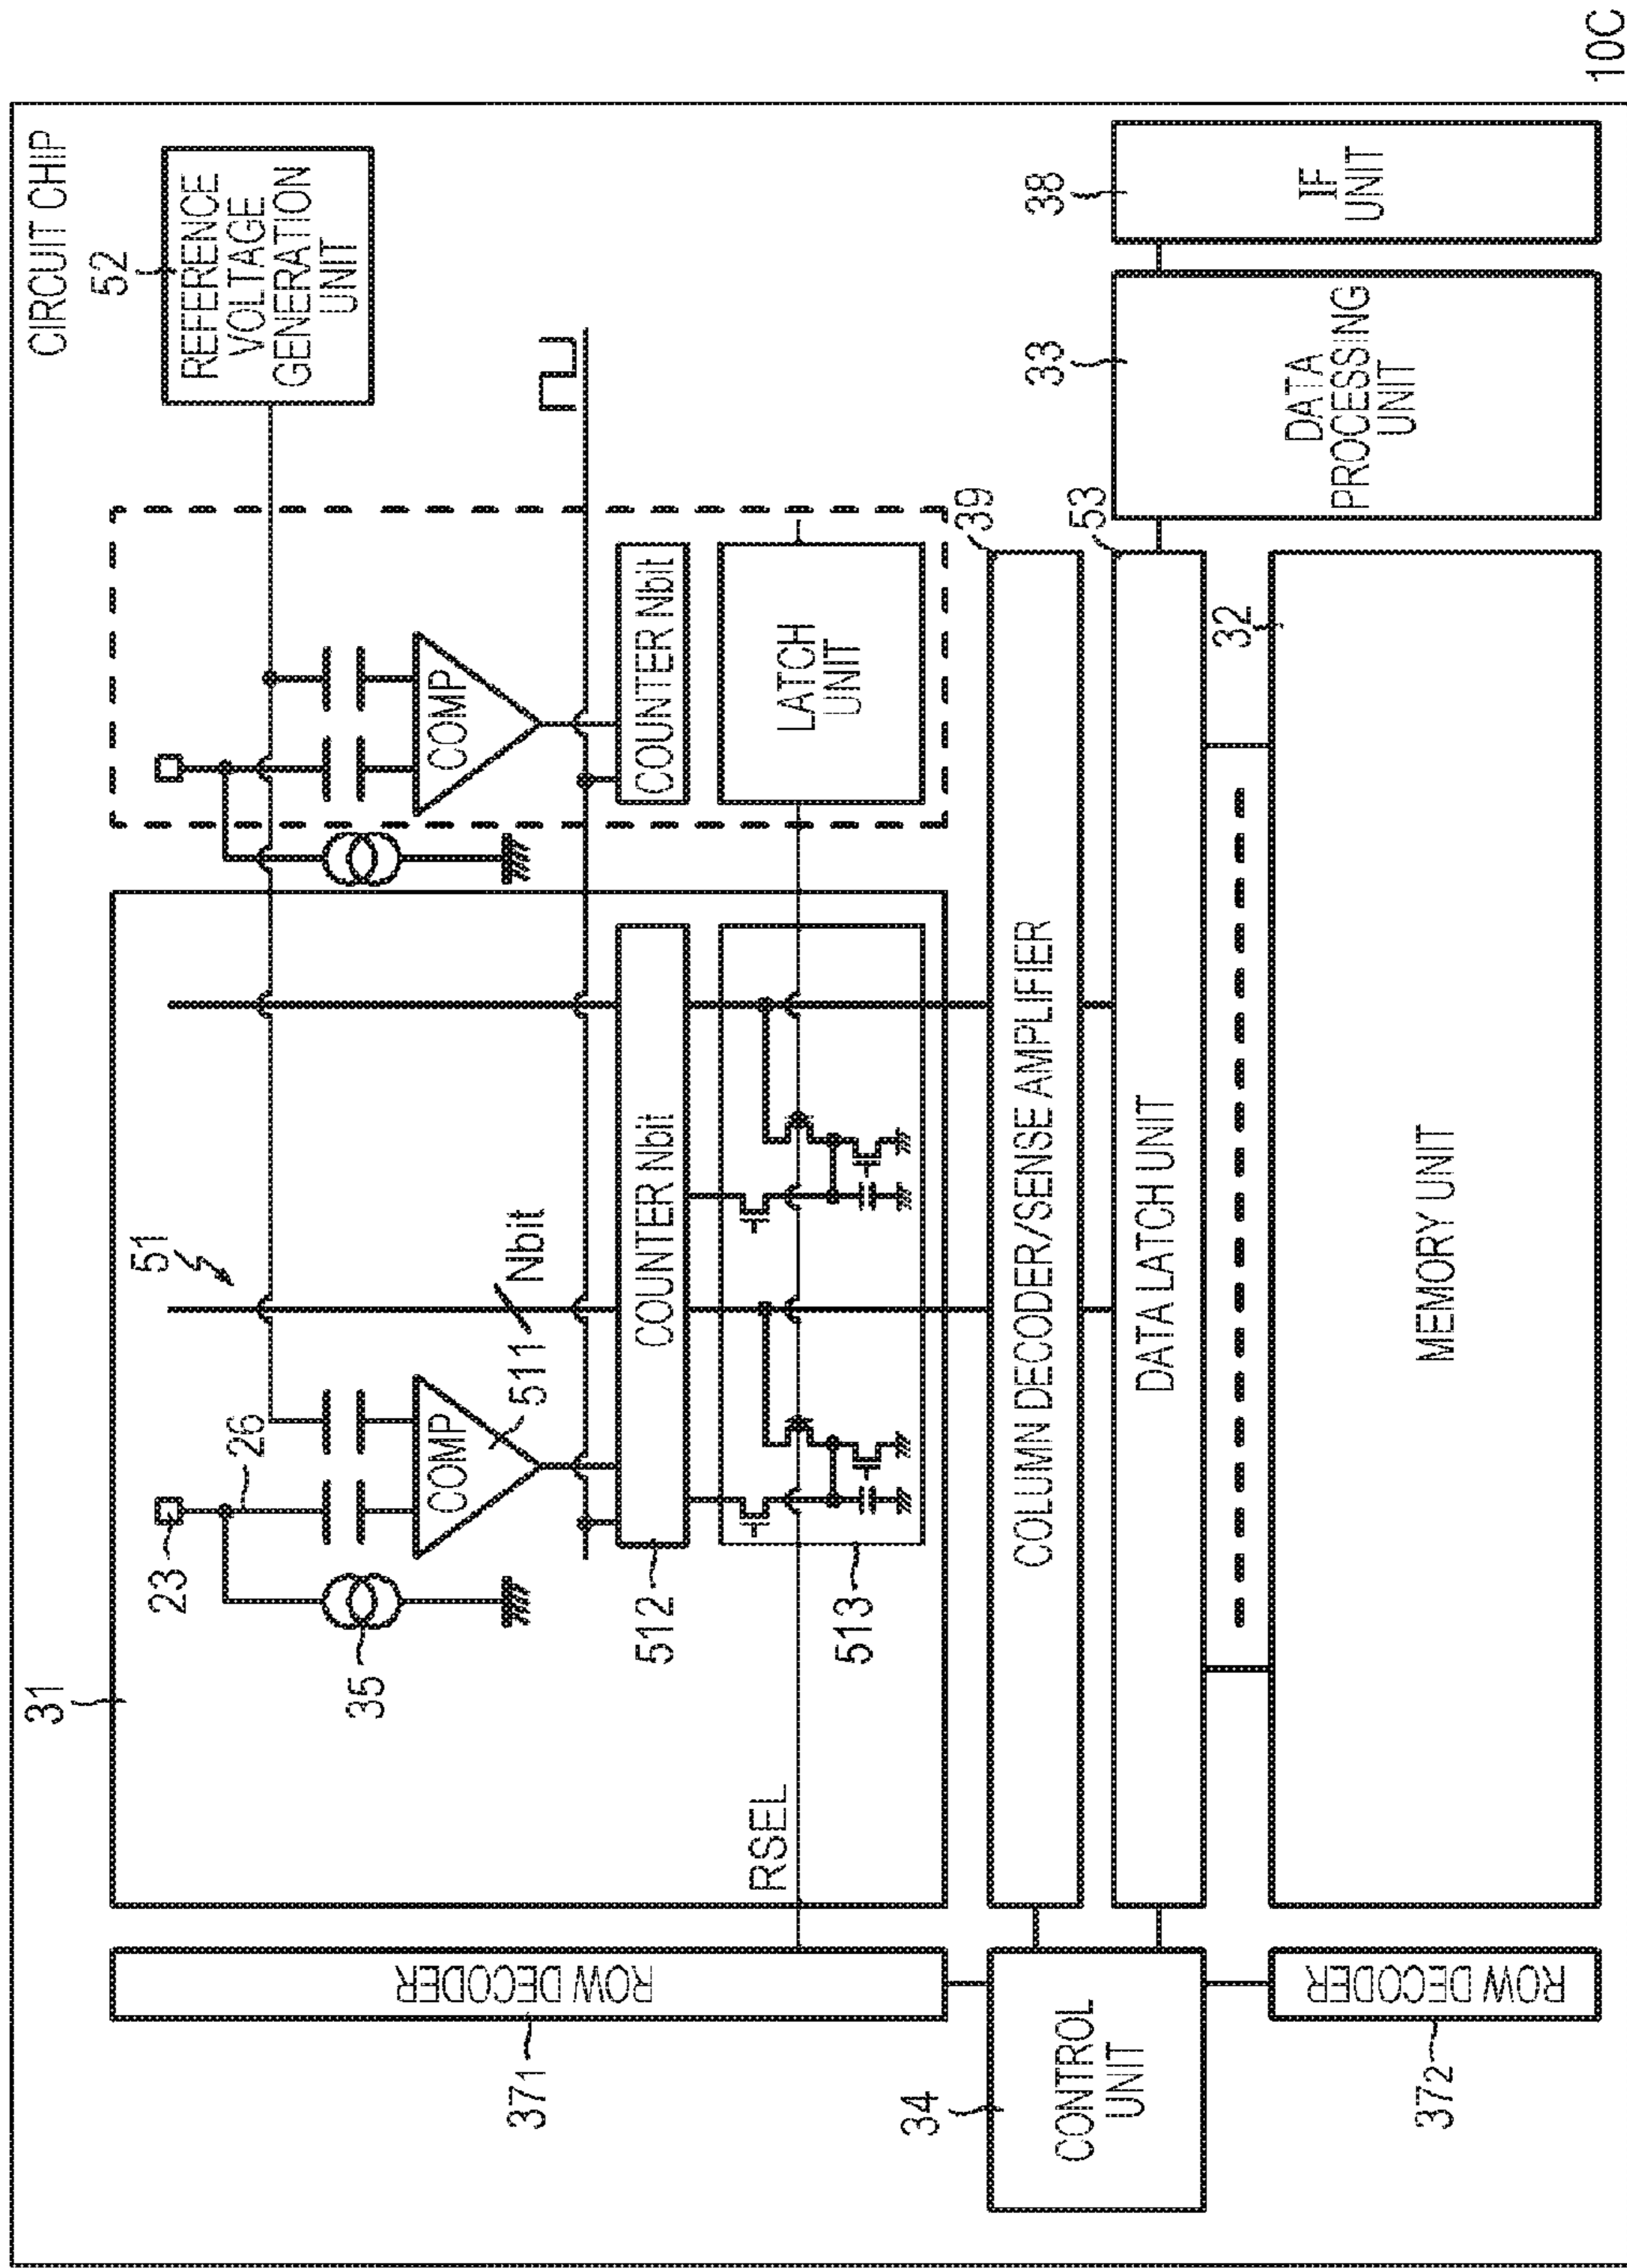 CIRCUIT CHIP
52
REFERENCE
VOLTAGE
GENERATION
UNIT
31
23
26
35
51
COMP
511
Nbit
COMP
512
COUNTER Nbit
COUNTER Nbit
RSEL
513
LATCH
UNIT
ROW DECODER
371
39
COLUMN DECODER/SENSE AMPLIFIER
34
CONTROL
UNIT
53
DATA LATCH UNIT
33
DATA
PROCESSING
UNIT
38
IF
UNIT
32
MEMORY UNIT
ROW DECODER
372
10C